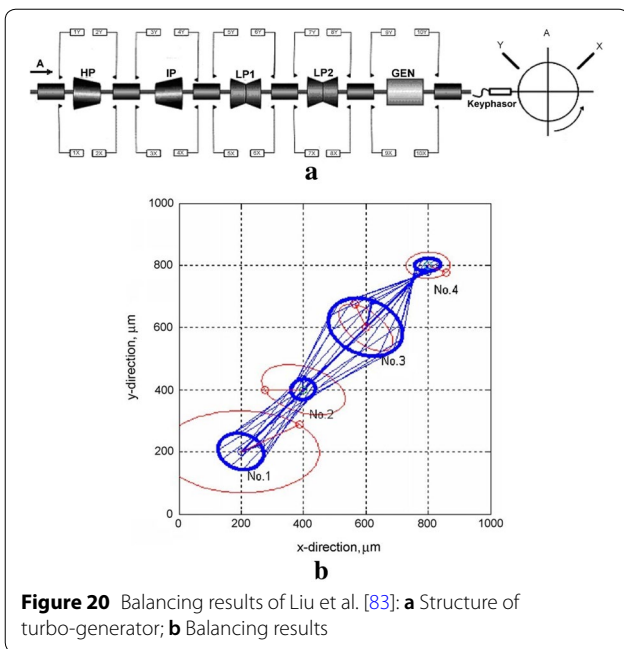 1Y 2Y 3Y 4Y 5Y 6Y 7Y 8Y 9Y 10Y
A HP IP LP1 LP2 GEN Y A X
Keyphasor
1X 2X 3X 4X 5X 6X 7X 8X 9X 10X
a
1000
800
600
400
200
0
y-direction, μm
No.4
No.3
No.2
No.1
0 200 400 600 800 1000
x-direction, μm
b
Figure 20 Balancing results of Liu et al. [83]: a Structure of
turbo-generator; b Balancing results